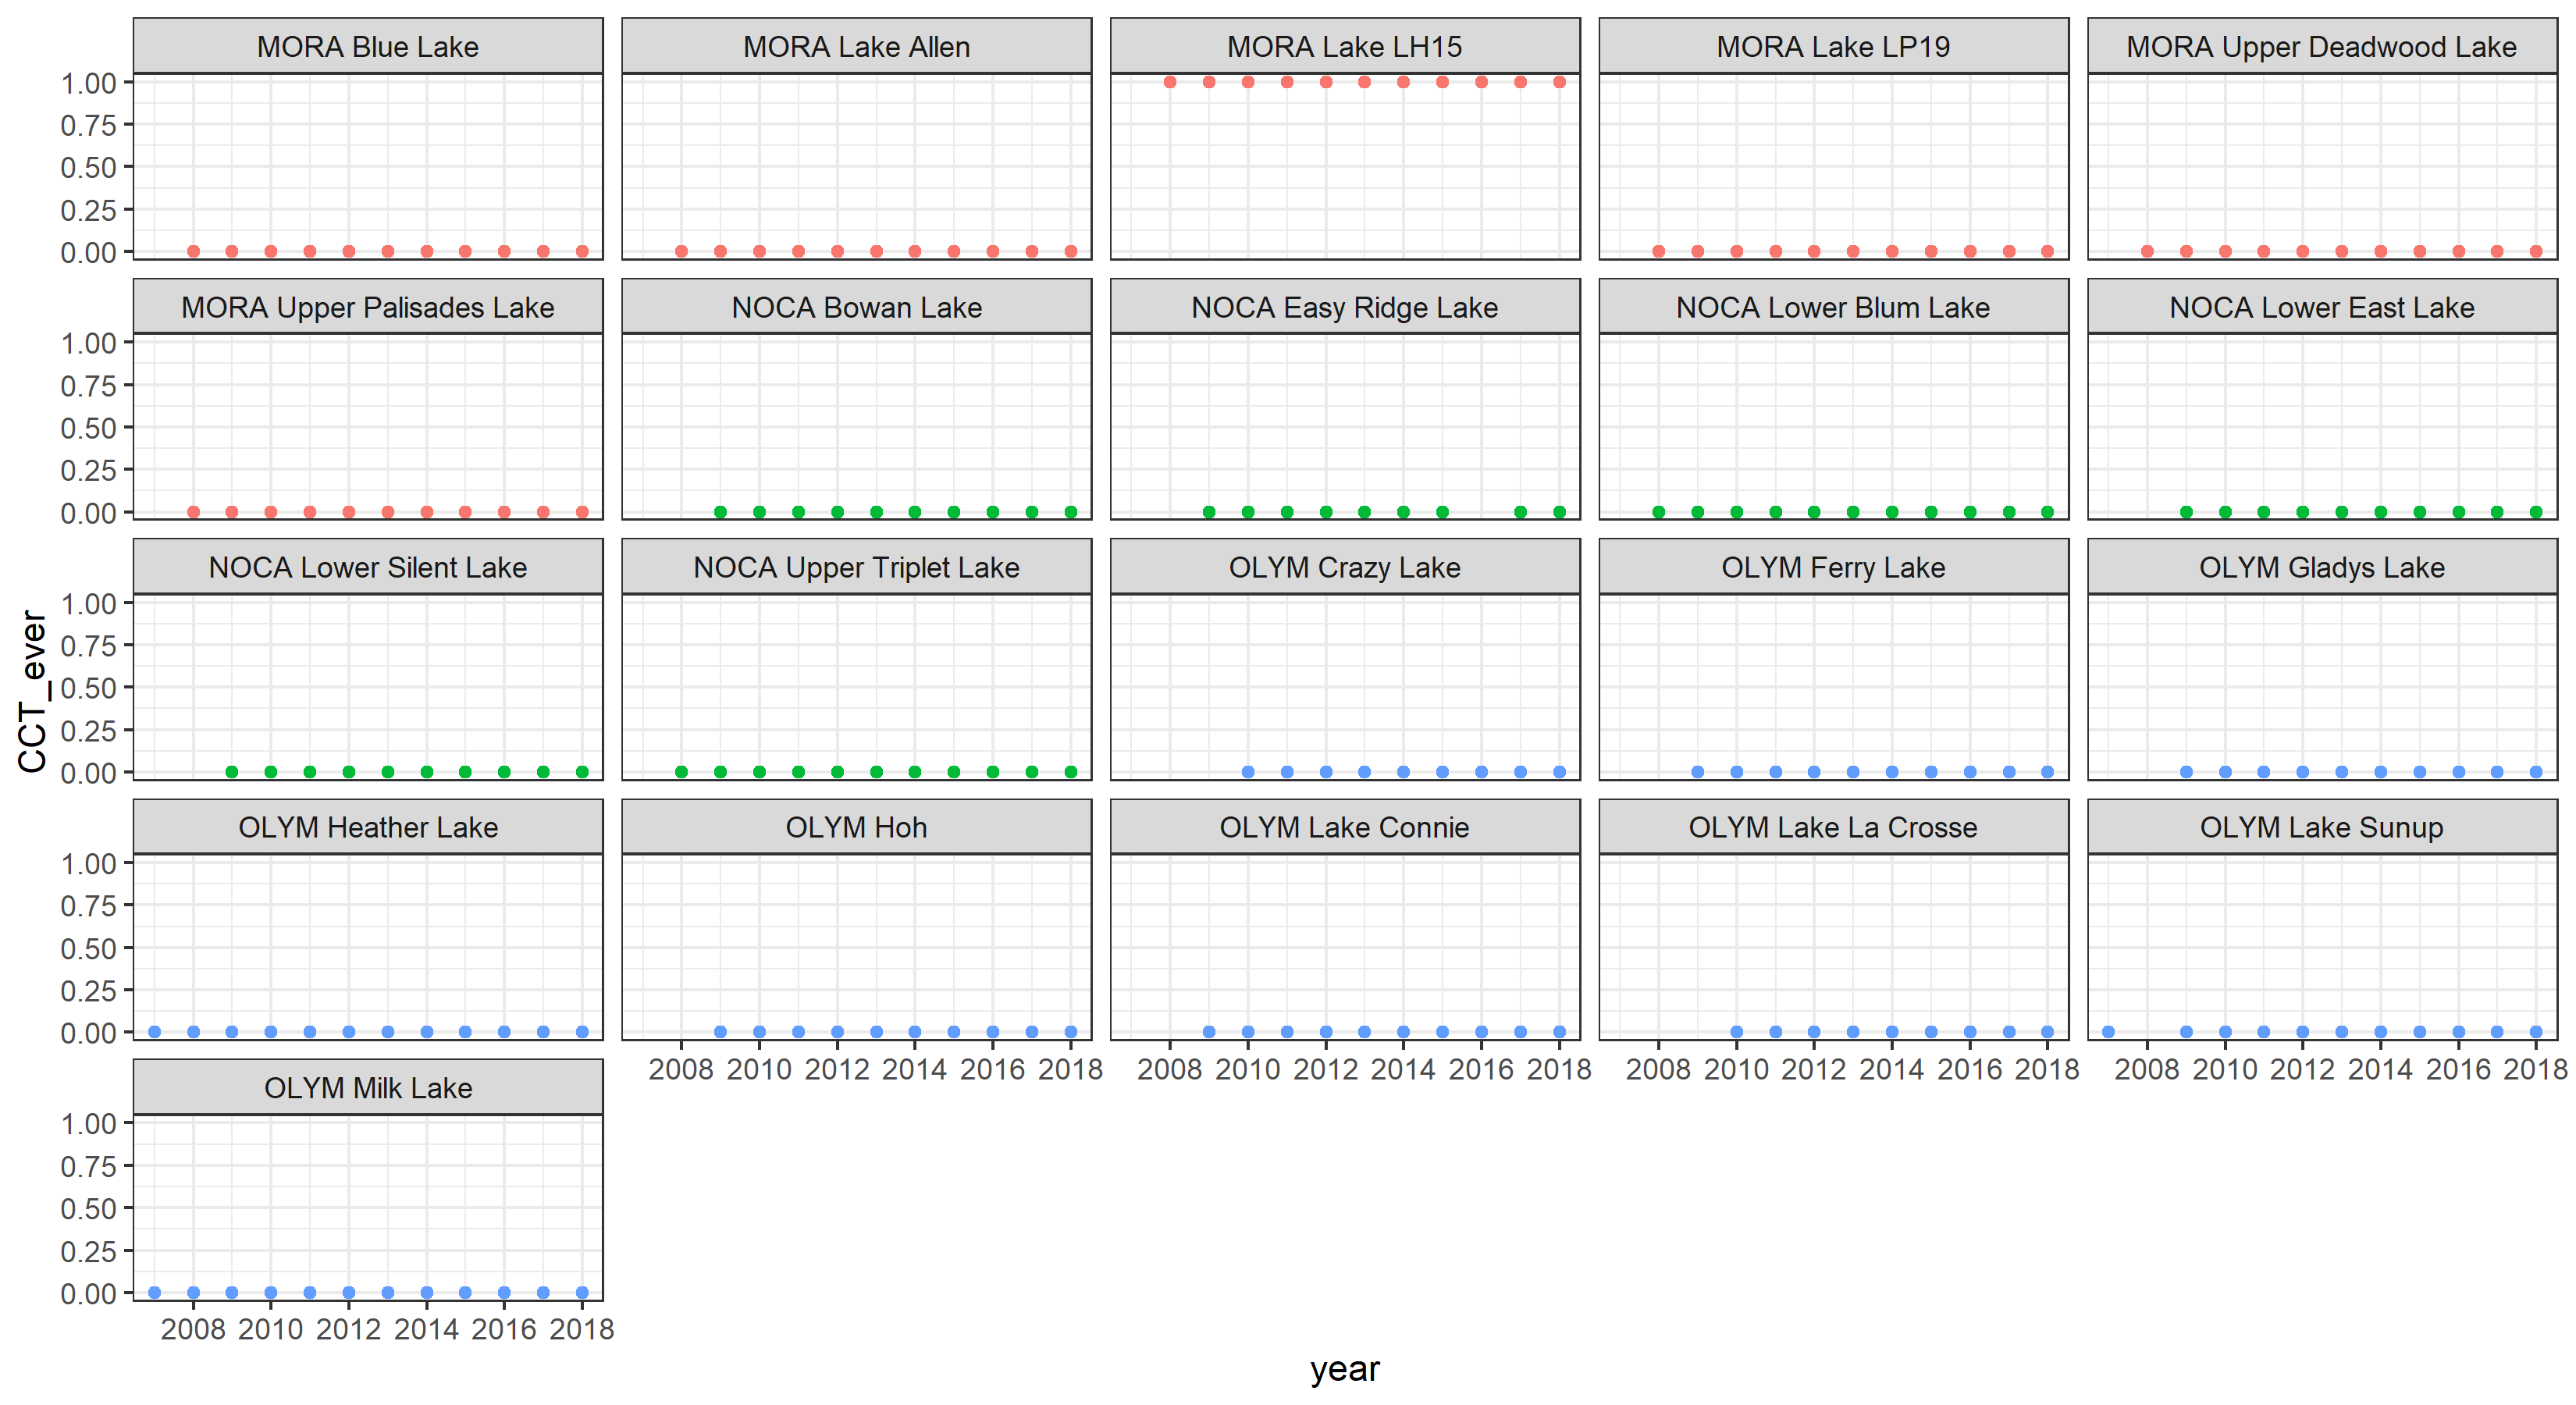 MORA Blue Lake MORA Lake Allen MORA Lake LH15 MORA Lake LP19 MORA Upper Deadwood Lake
1.00
0.75
0.50
0.25
0.00
MORA Upper Palisades Lake NOCA Bowan Lake NOCA Easy Ridge Lake NOCA Lower Blum Lake NOCA Lower East Lake
1.00
0.75
0.50
0.25
0.00
NOCA Lower Silent Lake NOCA Upper Triplet Lake OLYM Crazy Lake OLYM Ferry Lake OLYM Gladys Lake
1.00
0.75
0.50
0.25
0.00
CCT_ever
OLYM Heather Lake OLYM Hoh OLYM Lake Connie OLYM Lake La Crosse OLYM Lake Sunup
1.00
0.75
0.50
0.25
0.00
2008 2010 2012 2014 2016 2018 2008 2010 2012 2014 2016 2018 2008 2010 2012 2014 2016 2018 2008 2010 2012 2014 2016 2018
OLYM Milk Lake
1.00
0.75
0.50
0.25
0.00
2008 2010 2012 2014 2016 2018
year